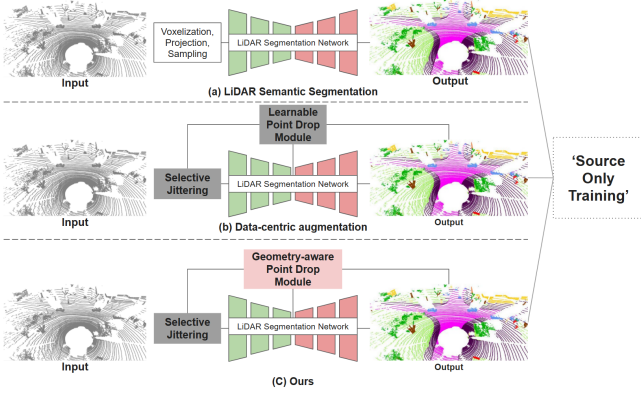 Voxelization,
Projection,
Sampling
LiDAR Segmentation Network
Input
Output
(a) LiDAR Semantic Segmentation
Learnable
Point Drop
Module
Selective
Jittering
LiDAR Segmentation Network
Input
Output
(b) Data-centric augmentation
'Source
Only
Training'
Geometry-aware
Point Drop
Module
Selective
Jittering
LiDAR Segmentation Network
Input
Output
(C) Ours